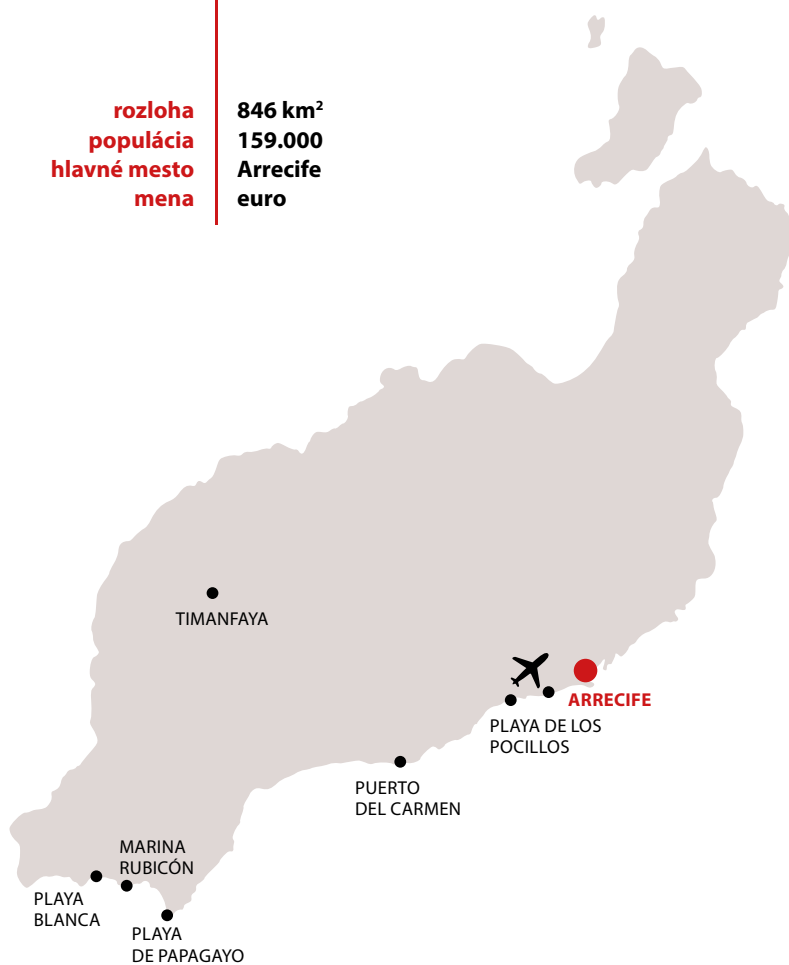 rozloha 846 km²
populácia 159.000
hlavné mesto Arrecife
mena euro
TIMANFAYA
ARRECIFE
PLAYA DE LOS
POCILLOS
PUERTO
DEL CARMEN
MARINA
RUBICÓN
PLAYA
BLANCA
PLAYA
DE PAPAGAYO